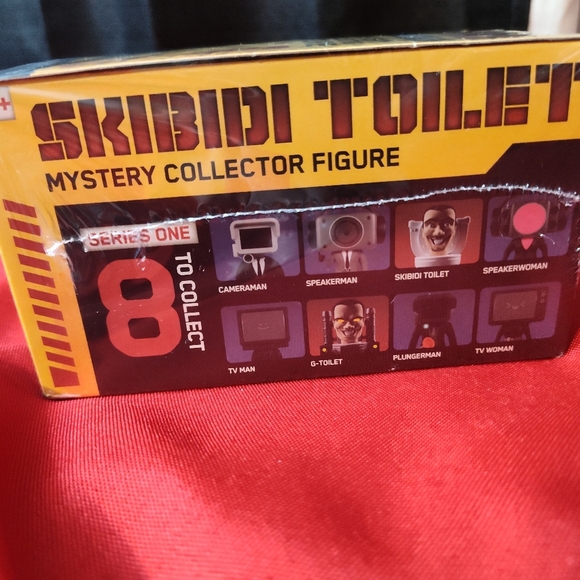 +
SKIBIDI TOILET
MYSTERY COLLECTOR FIGURE
SERIES ONE
8
TO COLLECT
CAMERAMAN
SPEAKERMAN
SKIBIDI TOILET
SPEAKERWOMAN
TV MAN
G-TOILET
PLUNGERMAN
TV WOMAN